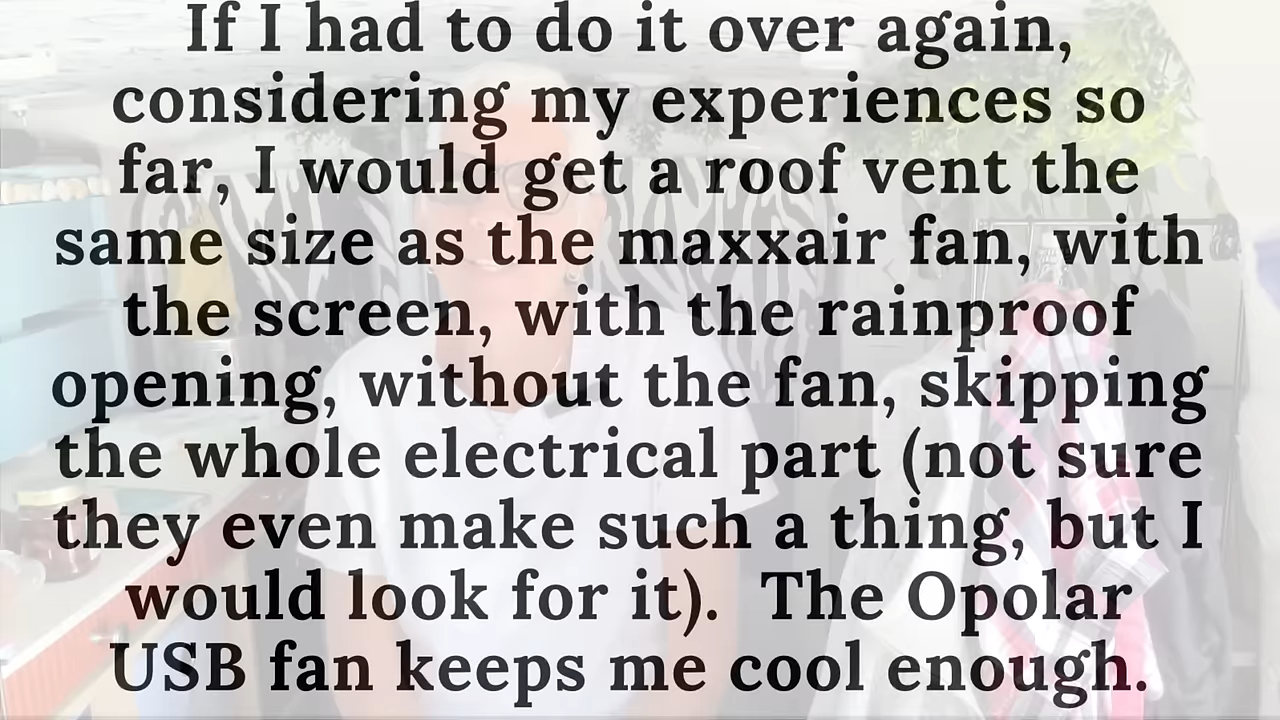 If I had to do it over again,
considering my experiences so
far, I would get a roof vent the
same size as the maxxair fan, with
the screen, with the rainproof
opening, without the fan, skipping
the whole electrical part (not sure
they even make such a thing, but I
would look for it).  The Opolar
USB fan keeps me cool enough.